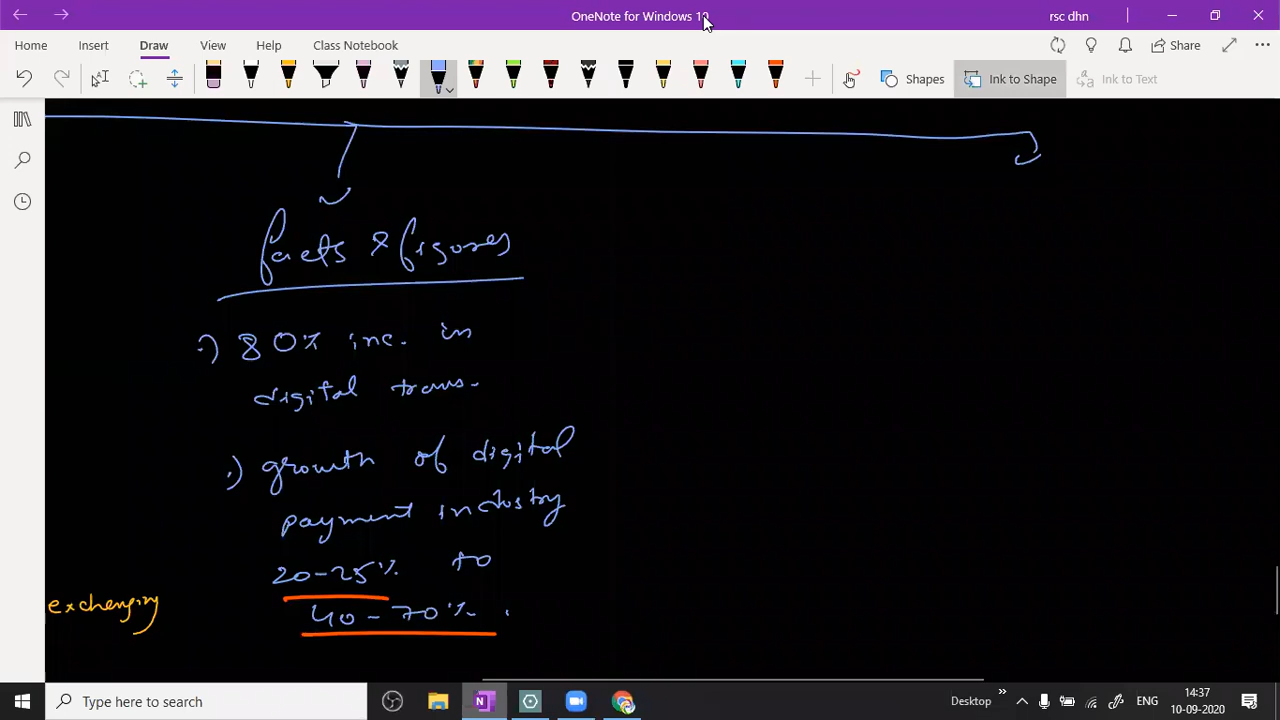 OneNote for Windows 10
rsc dhn
Home Insert Draw View Help Class Notebook
Share
Shapes
Ink to Shape
Ink to Text
facts & figures
80% inc. in
digital trans.
growth of digital
payment industry
20-25% to
40-70%.
exchanging
Type here to search
Desktop
ENG
14:37
10-09-2020